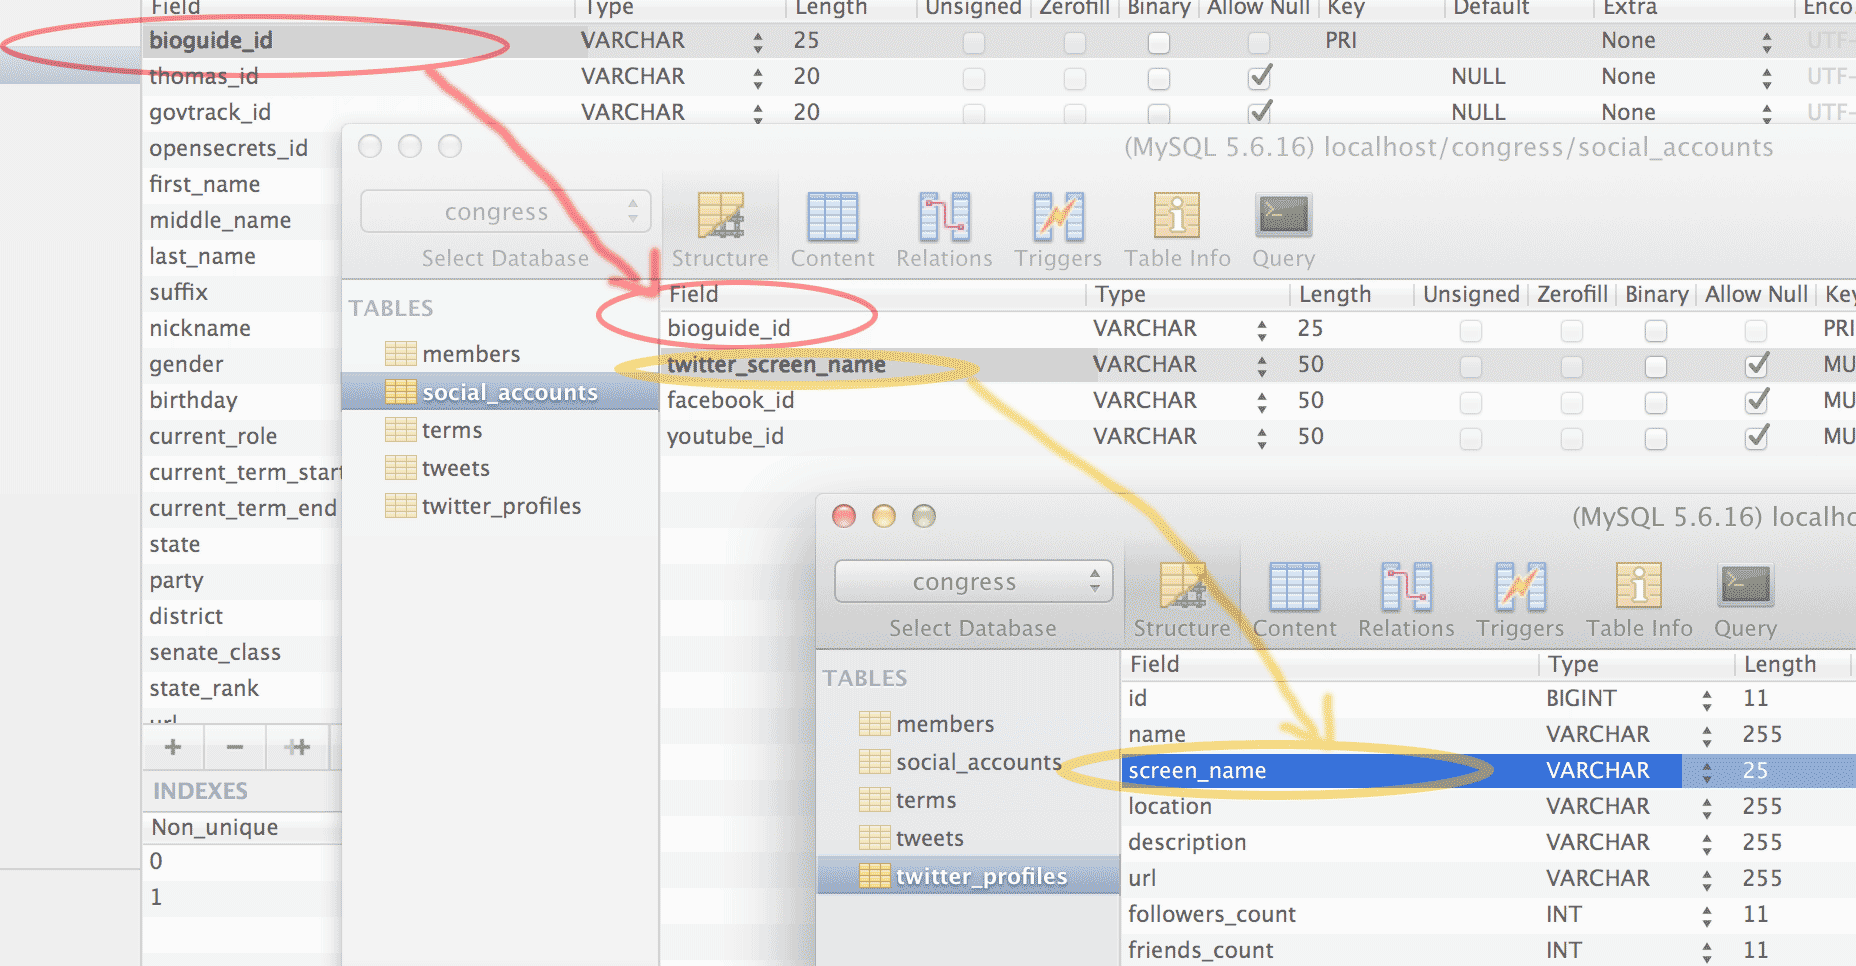 Field Type Length Unsigned Zerofill Binary Allow Null Key Default Extra Enco
bioguide_id VARCHAR 25 PRI None UTF-
thomas_id VARCHAR 20 NULL None UTF-
govtrack_id VARCHAR 20 NULL None UTF-
opensecrets_id
first_name
middle_name
last_name
suffix
nickname
gender
birthday
current_role
current_term_start
current_term_end
state
party
district
senate_class
state_rank
url
INDEXES
Non_unique
0
1
(MySQL 5.6.16) localhost/congress/social_accounts
congress
Select Database Structure Content Relations Triggers Table Info Query
TABLES
members
social_accounts
terms
tweets
twitter_profiles
Field Type Length Unsigned Zerofill Binary Allow Null Key
bioguide_id VARCHAR 25 PRI
twitter_screen_name VARCHAR 50 MU
facebook_id VARCHAR 50 MU
youtube_id VARCHAR 50 MU
(MySQL 5.6.16) localho
congress
Select Database Structure Content Relations Triggers Table Info Query
TABLES
members
social_accounts
terms
tweets
twitter_profiles
Field Type Length
id BIGINT 11
name VARCHAR 255
screen_name VARCHAR 25
location VARCHAR 255
description VARCHAR 255
url VARCHAR 255
followers_count INT 11
friends_count INT 11